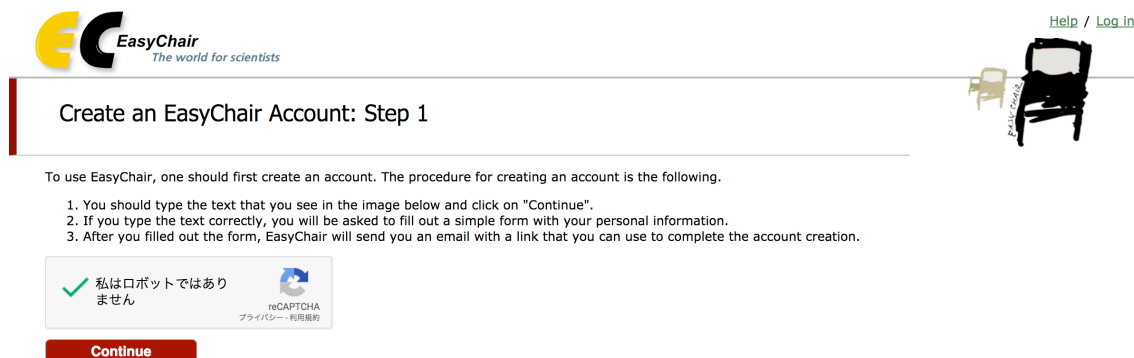 EC EasyChair
The world for scientists
Help / Log in
EASY CHAIR
Create an EasyChair Account: Step 1
To use EasyChair, one should first create an account. The procedure for creating an account is the following.
1. You should type the text that you see in the image below and click on "Continue".
2. If you type the text correctly, you will be asked to fill out a simple form with your personal information.
3. After you filled out the form, EasyChair will send you an email with a link that you can use to complete the account creation.
私はロボットではあり
ません
reCAPTCHA
プライバシー - 利用規約
Continue